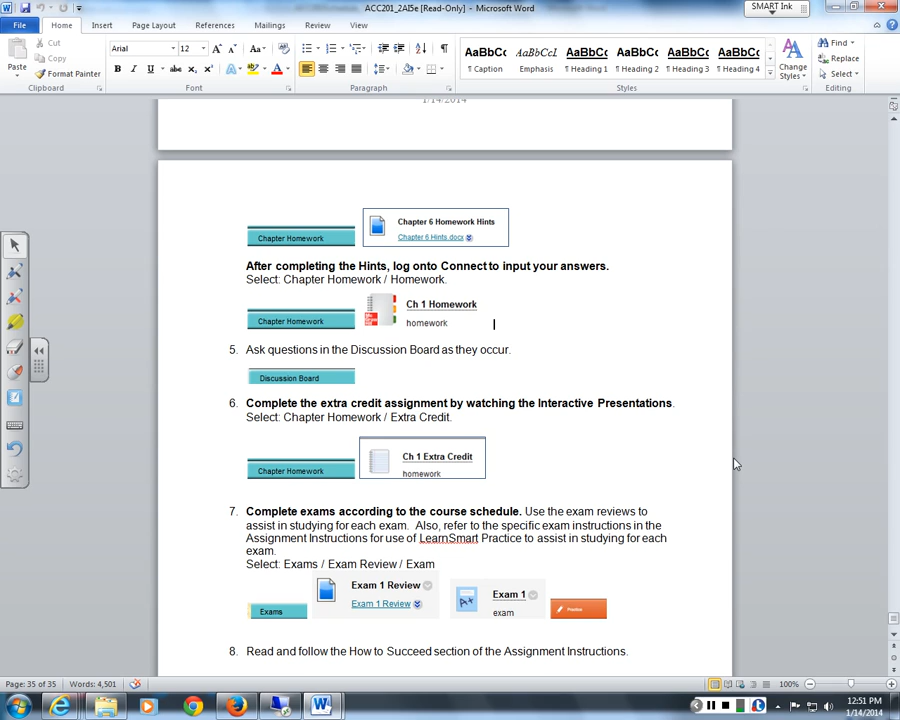 ACC201_2AI5e [Read-Only] - Microsoft Word
SMART Ink
File Home Insert Page Layout References Mailings Review View
Cut
Copy
Format Painter
Paste
Clipboard
Arial 12
Font
Paragraph
AaBbCc AaBbCcl AaBbCc AaBbCc AaBbCc AaBbCc
¶ Caption Emphasis ¶ Heading 1 ¶ Heading 2 ¶ Heading 3 ¶ Heading 4
Change Styles
Styles
Find
Replace
Select
Editing
1/14/2014
Chapter 6 Homework Hints
Chapter Homework Chapter 6 Hints.docx
After completing the Hints, log onto Connect to input your answers.
Select: Chapter Homework / Homework.
Ch 1 Homework
Chapter Homework homework
5. Ask questions in the Discussion Board as they occur.
Discussion Board
6. Complete the extra credit assignment by watching the Interactive Presentations.
Select: Chapter Homework / Extra Credit.
Ch 1 Extra Credit
Chapter Homework homework
7. Complete exams according to the course schedule. Use the exam reviews to
assist in studying for each exam. Also, refer to the specific exam instructions in the
Assignment Instructions for use of LearnSmart Practice to assist in studying for each
exam.
Select: Exams / Exam Review / Exam
Exam 1 Review Exam 1
Exams Exam 1 Review A+ exam Practice
8. Read and follow the How to Succeed section of the Assignment Instructions.
Page: 35 of 35 Words: 4,501 100%
12:51 PM
1/14/2014